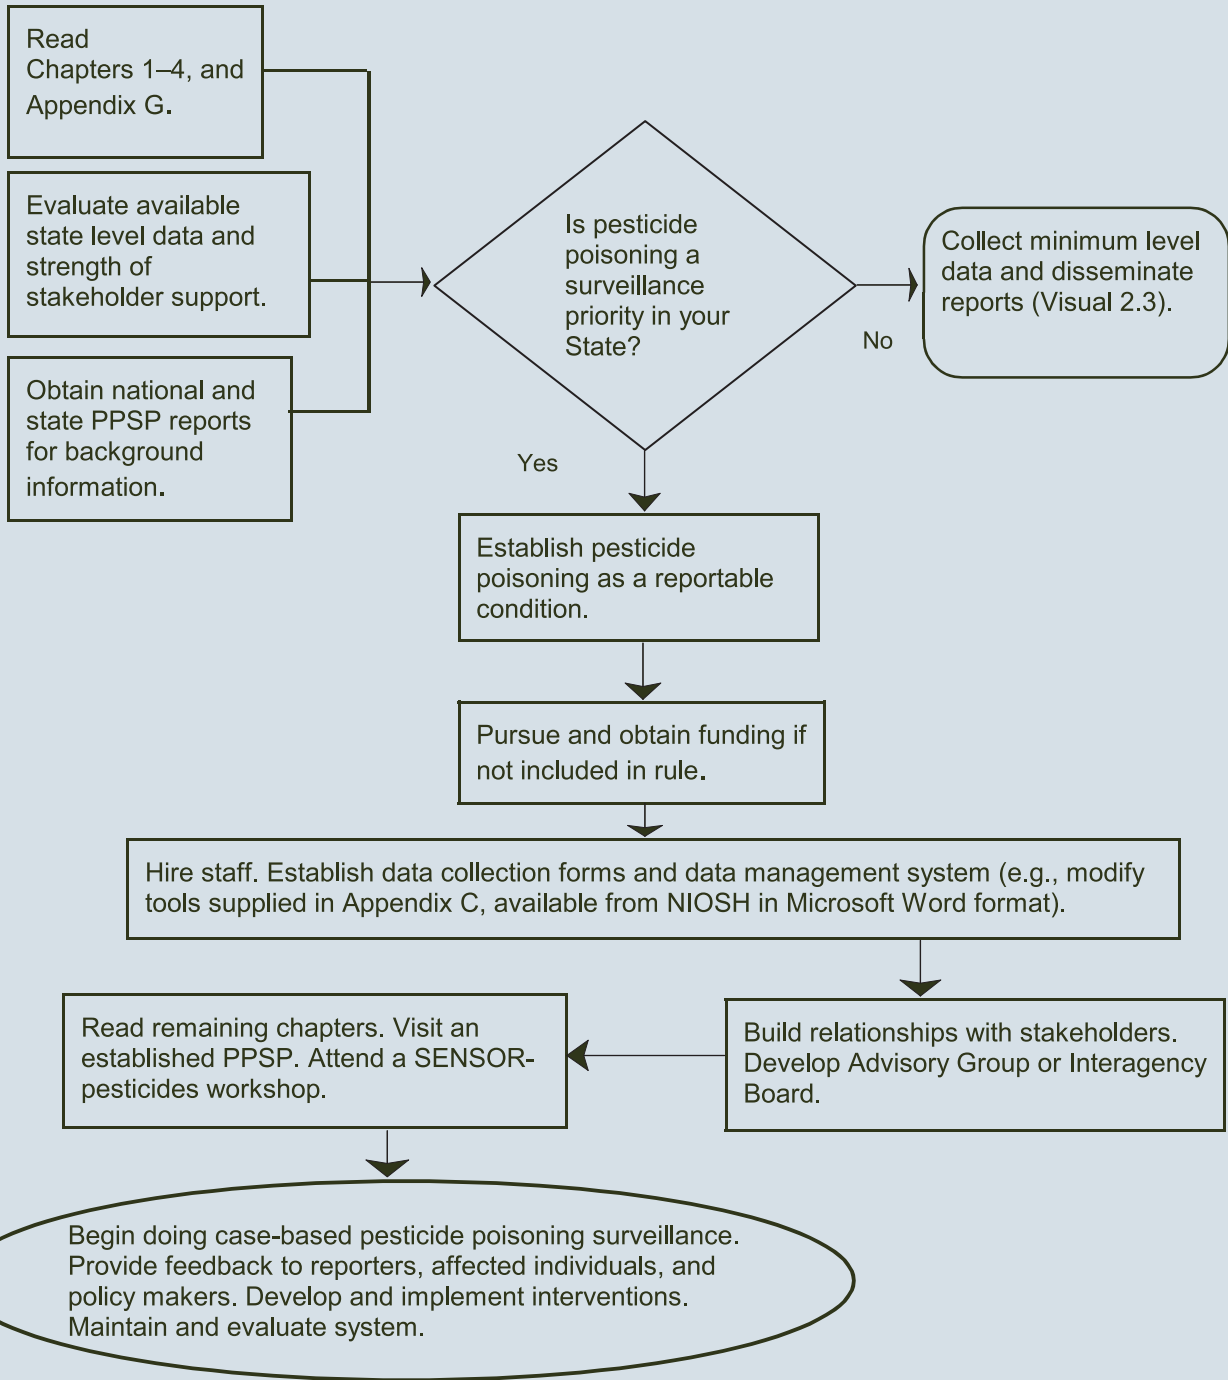 Read
Chapters 1–4, and
Appendix G.
Evaluate available
state level data and
strength of
stakeholder support.
Obtain national and
state PPSP reports
for background
information.
Is pesticide
poisoning a
surveillance
priority in your
State?
No
Collect minimum level
data and disseminate
reports (Visual 2.3).
Yes
Establish pesticide
poisoning as a reportable
condition.
Pursue and obtain funding if
not included in rule.
Hire staff. Establish data collection forms and data management system (e.g., modify
tools supplied in Appendix C, available from NIOSH in Microsoft Word format).
Build relationships with stakeholders.
Develop Advisory Group or Interagency
Board.
Read remaining chapters. Visit an
established PPSP. Attend a SENSOR-
pesticides workshop.
Begin doing case-based pesticide poisoning surveillance.
Provide feedback to reporters, affected individuals, and
policy makers. Develop and implement interventions.
Maintain and evaluate system.